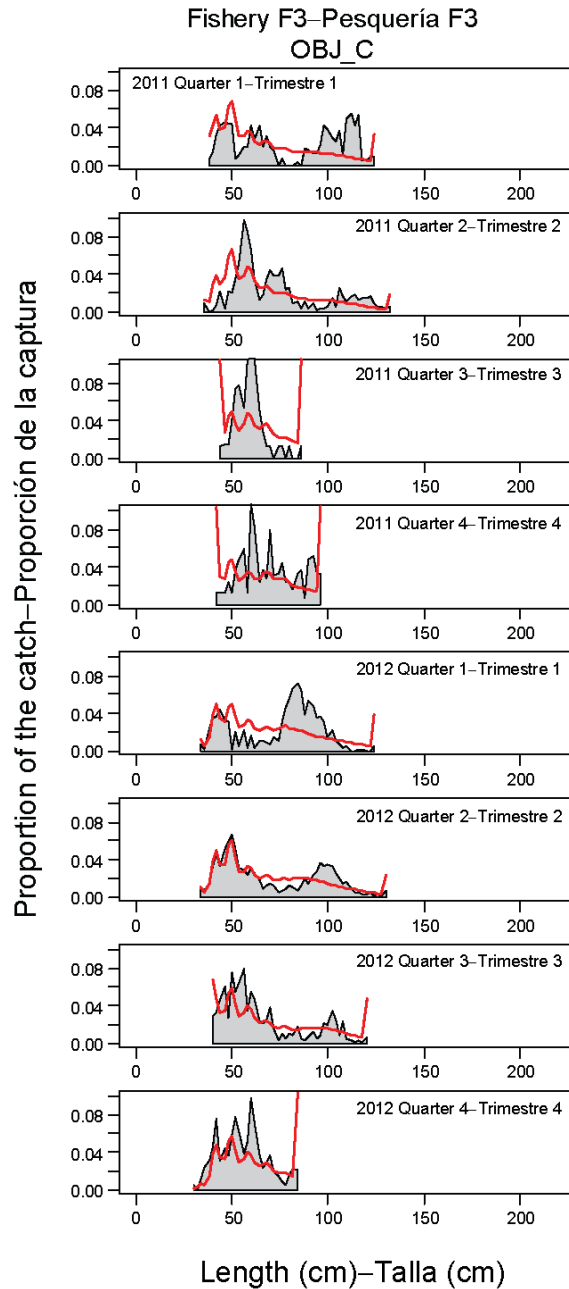 Fishery F3–Pesquería F3
OBJ_C
Proportion of the catch–Proporción de la captura
2011 Quarter 1–Trimestre 1
0.08
0.04
0.00
0 50 100 150 200
2011 Quarter 2–Trimestre 2
0.08
0.04
0.00
0 50 100 150 200
2011 Quarter 3–Trimestre 3
0.08
0.04
0.00
0 50 100 150 200
2011 Quarter 4–Trimestre 4
0.08
0.04
0.00
0 50 100 150 200
2012 Quarter 1–Trimestre 1
0.08
0.04
0.00
0 50 100 150 200
2012 Quarter 2–Trimestre 2
0.08
0.04
0.00
0 50 100 150 200
2012 Quarter 3–Trimestre 3
0.08
0.04
0.00
0 50 100 150 200
2012 Quarter 4–Trimestre 4
0.08
0.04
0.00
0 50 100 150 200
Length (cm)–Talla (cm)